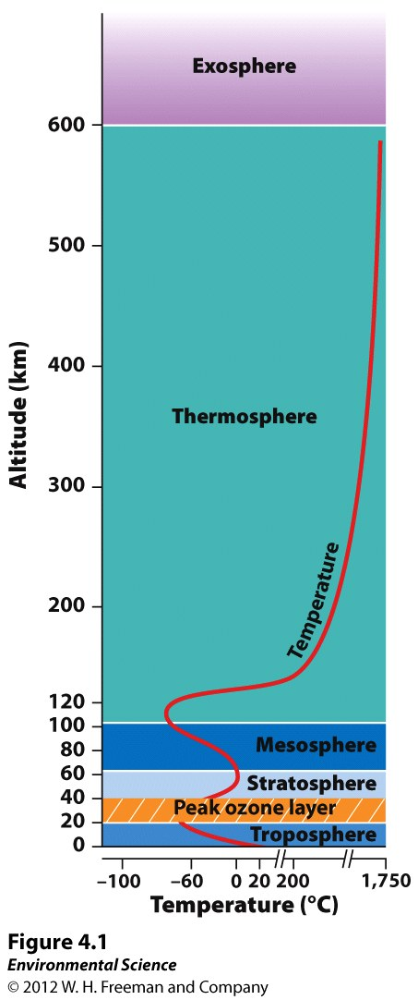 Exosphere
600
500
Altitude (km)
400
Thermosphere
300
Temperature
200
120
100
Mesosphere
80
60
Stratosphere
40
Peak ozone layer
20
Troposphere
0
–100 –60 0 20 200 1,750
Temperature (°C)
Figure 4.1
Environmental Science
© 2012 W. H. Freeman and Company